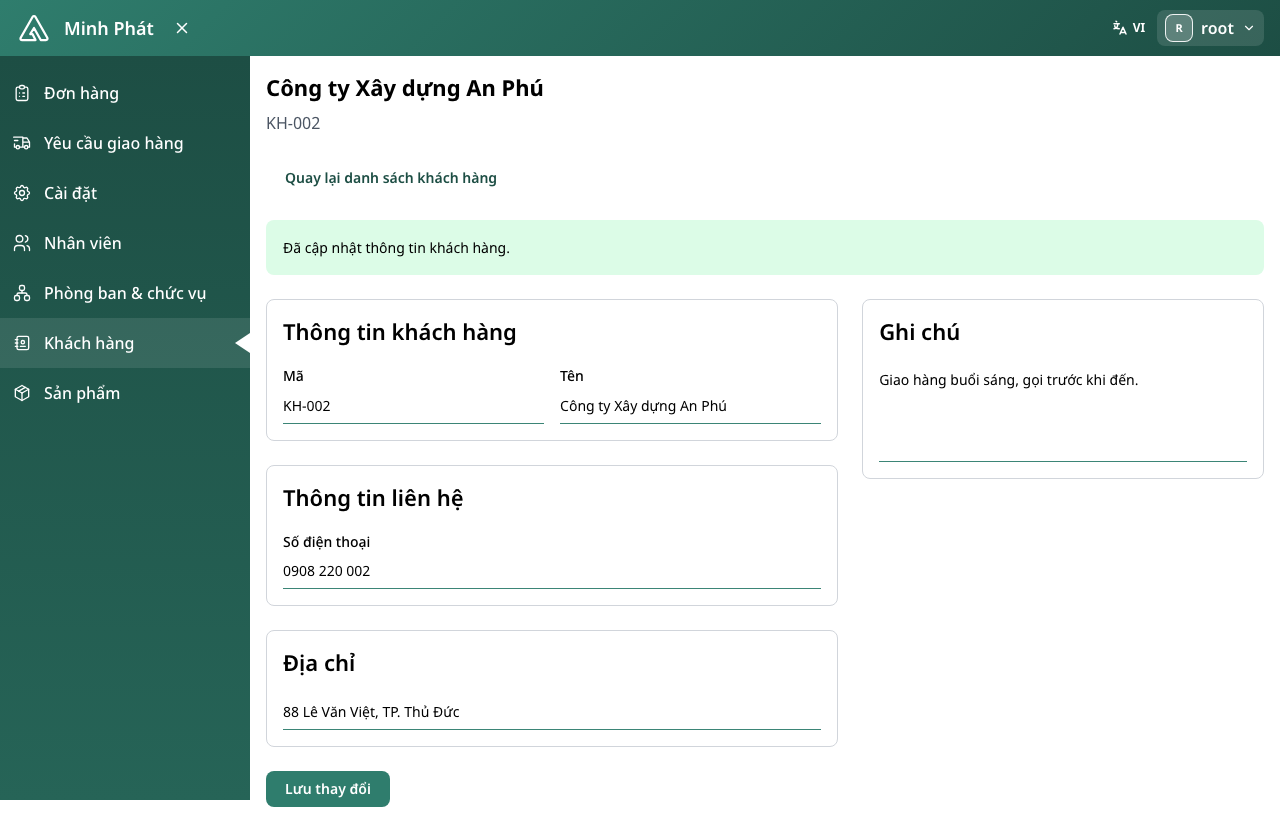 Minh Phát
VI
R
root
Đơn hàng
Yêu cầu giao hàng
Cài đặt
Nhân viên
Phòng ban & chức vụ
Khách hàng
Sản phẩm
Công ty Xây dựng An Phú
KH-002
Quay lại danh sách khách hàng
Đã cập nhật thông tin khách hàng.
Thông tin khách hàng
Mã
Tên
KH-002
Công ty Xây dựng An Phú
Thông tin liên hệ
Số điện thoại
0908 220 002
Địa chỉ
88 Lê Văn Việt, TP. Thủ Đức
Lưu thay đổi
Ghi chú
Giao hàng buổi sáng, gọi trước khi đến.